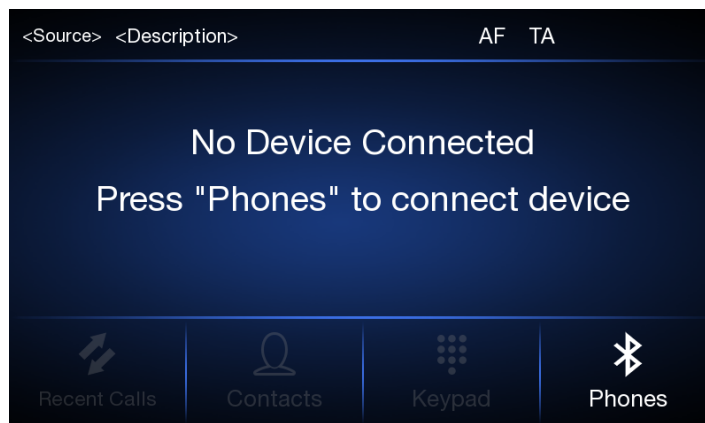 <Source> <Description> AF TA
No Device Connected
Press "Phones" to connect device
Recent Calls Contacts Keypad Phones